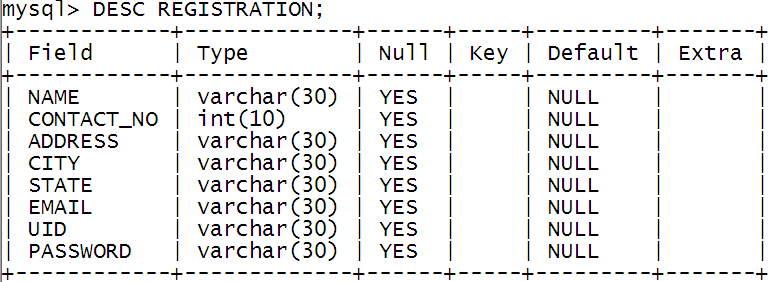 mysql> DESC REGISTRATION;
+------------+-------------+------+-----+---------+-------+
| Field      | Type        | Null | Key | Default | Extra |
+------------+-------------+------+-----+---------+-------+
| NAME       | varchar(30) | YES  |     | NULL    |       |
| CONTACT_NO | int(10)     | YES  |     | NULL    |       |
| ADDRESS    | varchar(30) | YES  |     | NULL    |       |
| CITY       | varchar(30) | YES  |     | NULL    |       |
| STATE      | varchar(30) | YES  |     | NULL    |       |
| EMAIL      | varchar(30) | YES  |     | NULL    |       |
| UID        | varchar(30) | YES  |     | NULL    |       |
| PASSWORD   | varchar(30) | YES  |     | NULL    |       |
+------------+-------------+------+-----+---------+-------+